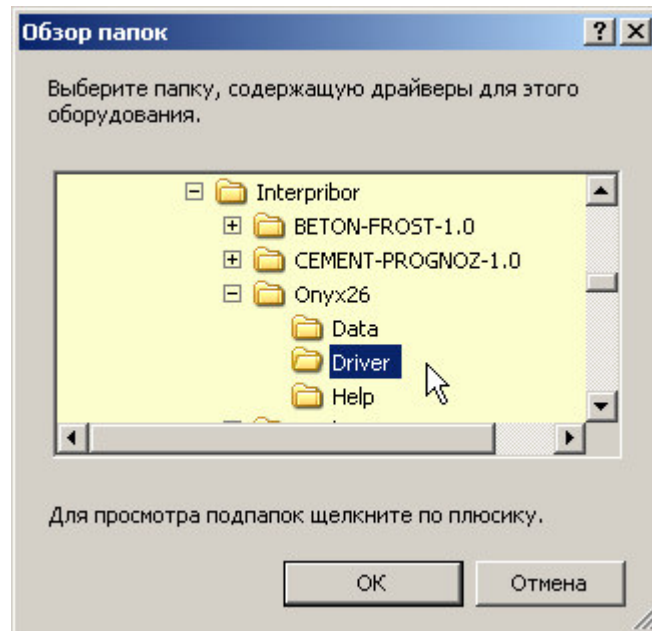 Обзор папок
Выберите папку, содержащую драйверы для этого
оборудования.
Interpribor
BETON-FROST-1.0
CEMENT-PROGNOZ-1.0
Onyx26
Data
Driver
Help
Для просмотра подпапок щелкните по плюсику.
ОК Отмена